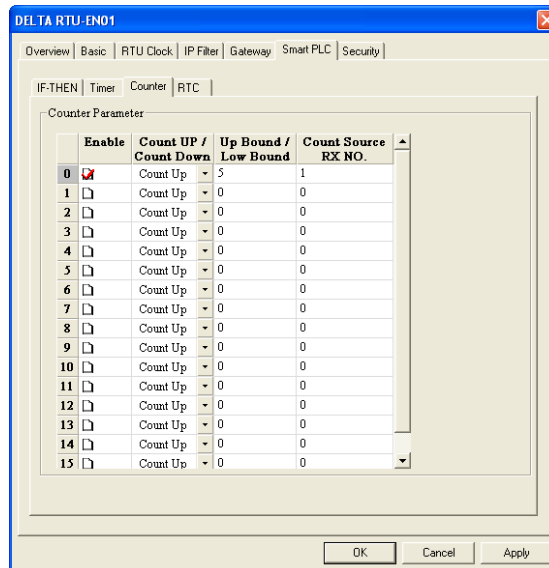 DELTA RTU-EN01
Overview Basic RTU Clock IP Filter Gateway Smart PLC Security
IF-THEN Timer Counter RTC
Counter Parameter
Enable Count UP / Count Down Up Bound / Low Bound Count Source RX NO.
0 Count Up 5 1
1 Count Up 0 0
2 Count Up 0 0
3 Count Up 0 0
4 Count Up 0 0
5 Count Up 0 0
6 Count Up 0 0
7 Count Up 0 0
8 Count Up 0 0
9 Count Up 0 0
10 Count Up 0 0
11 Count Up 0 0
12 Count Up 0 0
13 Count Up 0 0
14 Count Up 0 0
15 Count Up 0 0
OK Cancel Apply